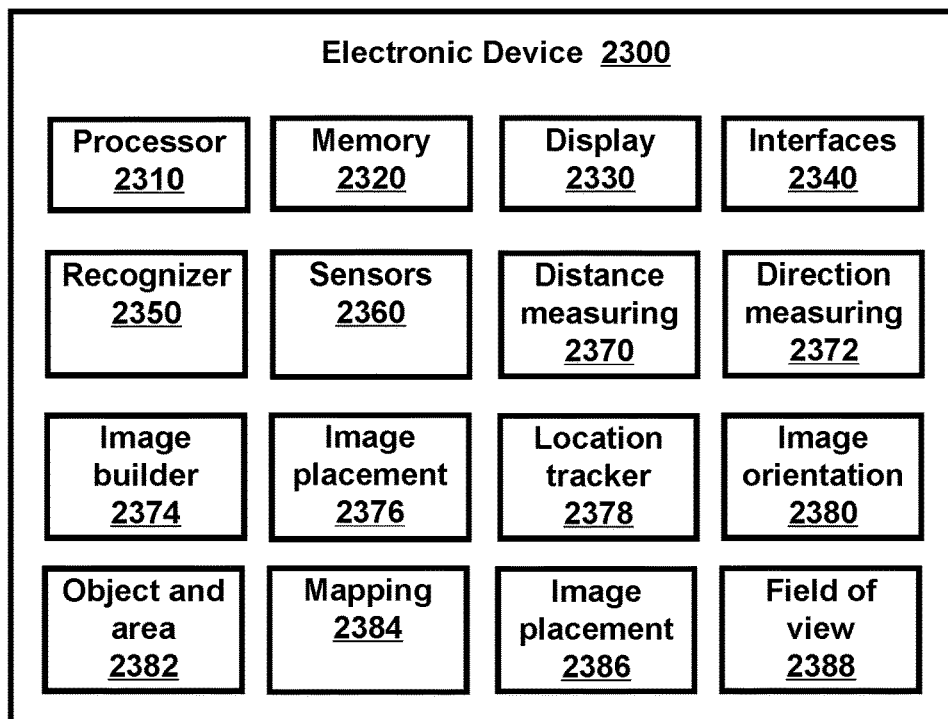 Electronic Device 2300
Processor
2310
Memory
2320
Display
2330
Interfaces
2340
Recognizer
2350
Sensors
2360
Distance
measuring
2370
Direction
measuring
2372
Image
builder
2374
Image
placement
2376
Location
tracker
2378
Image
orientation
2380
Object and
area
2382
Mapping
2384
Image
placement
2386
Field of
view
2388